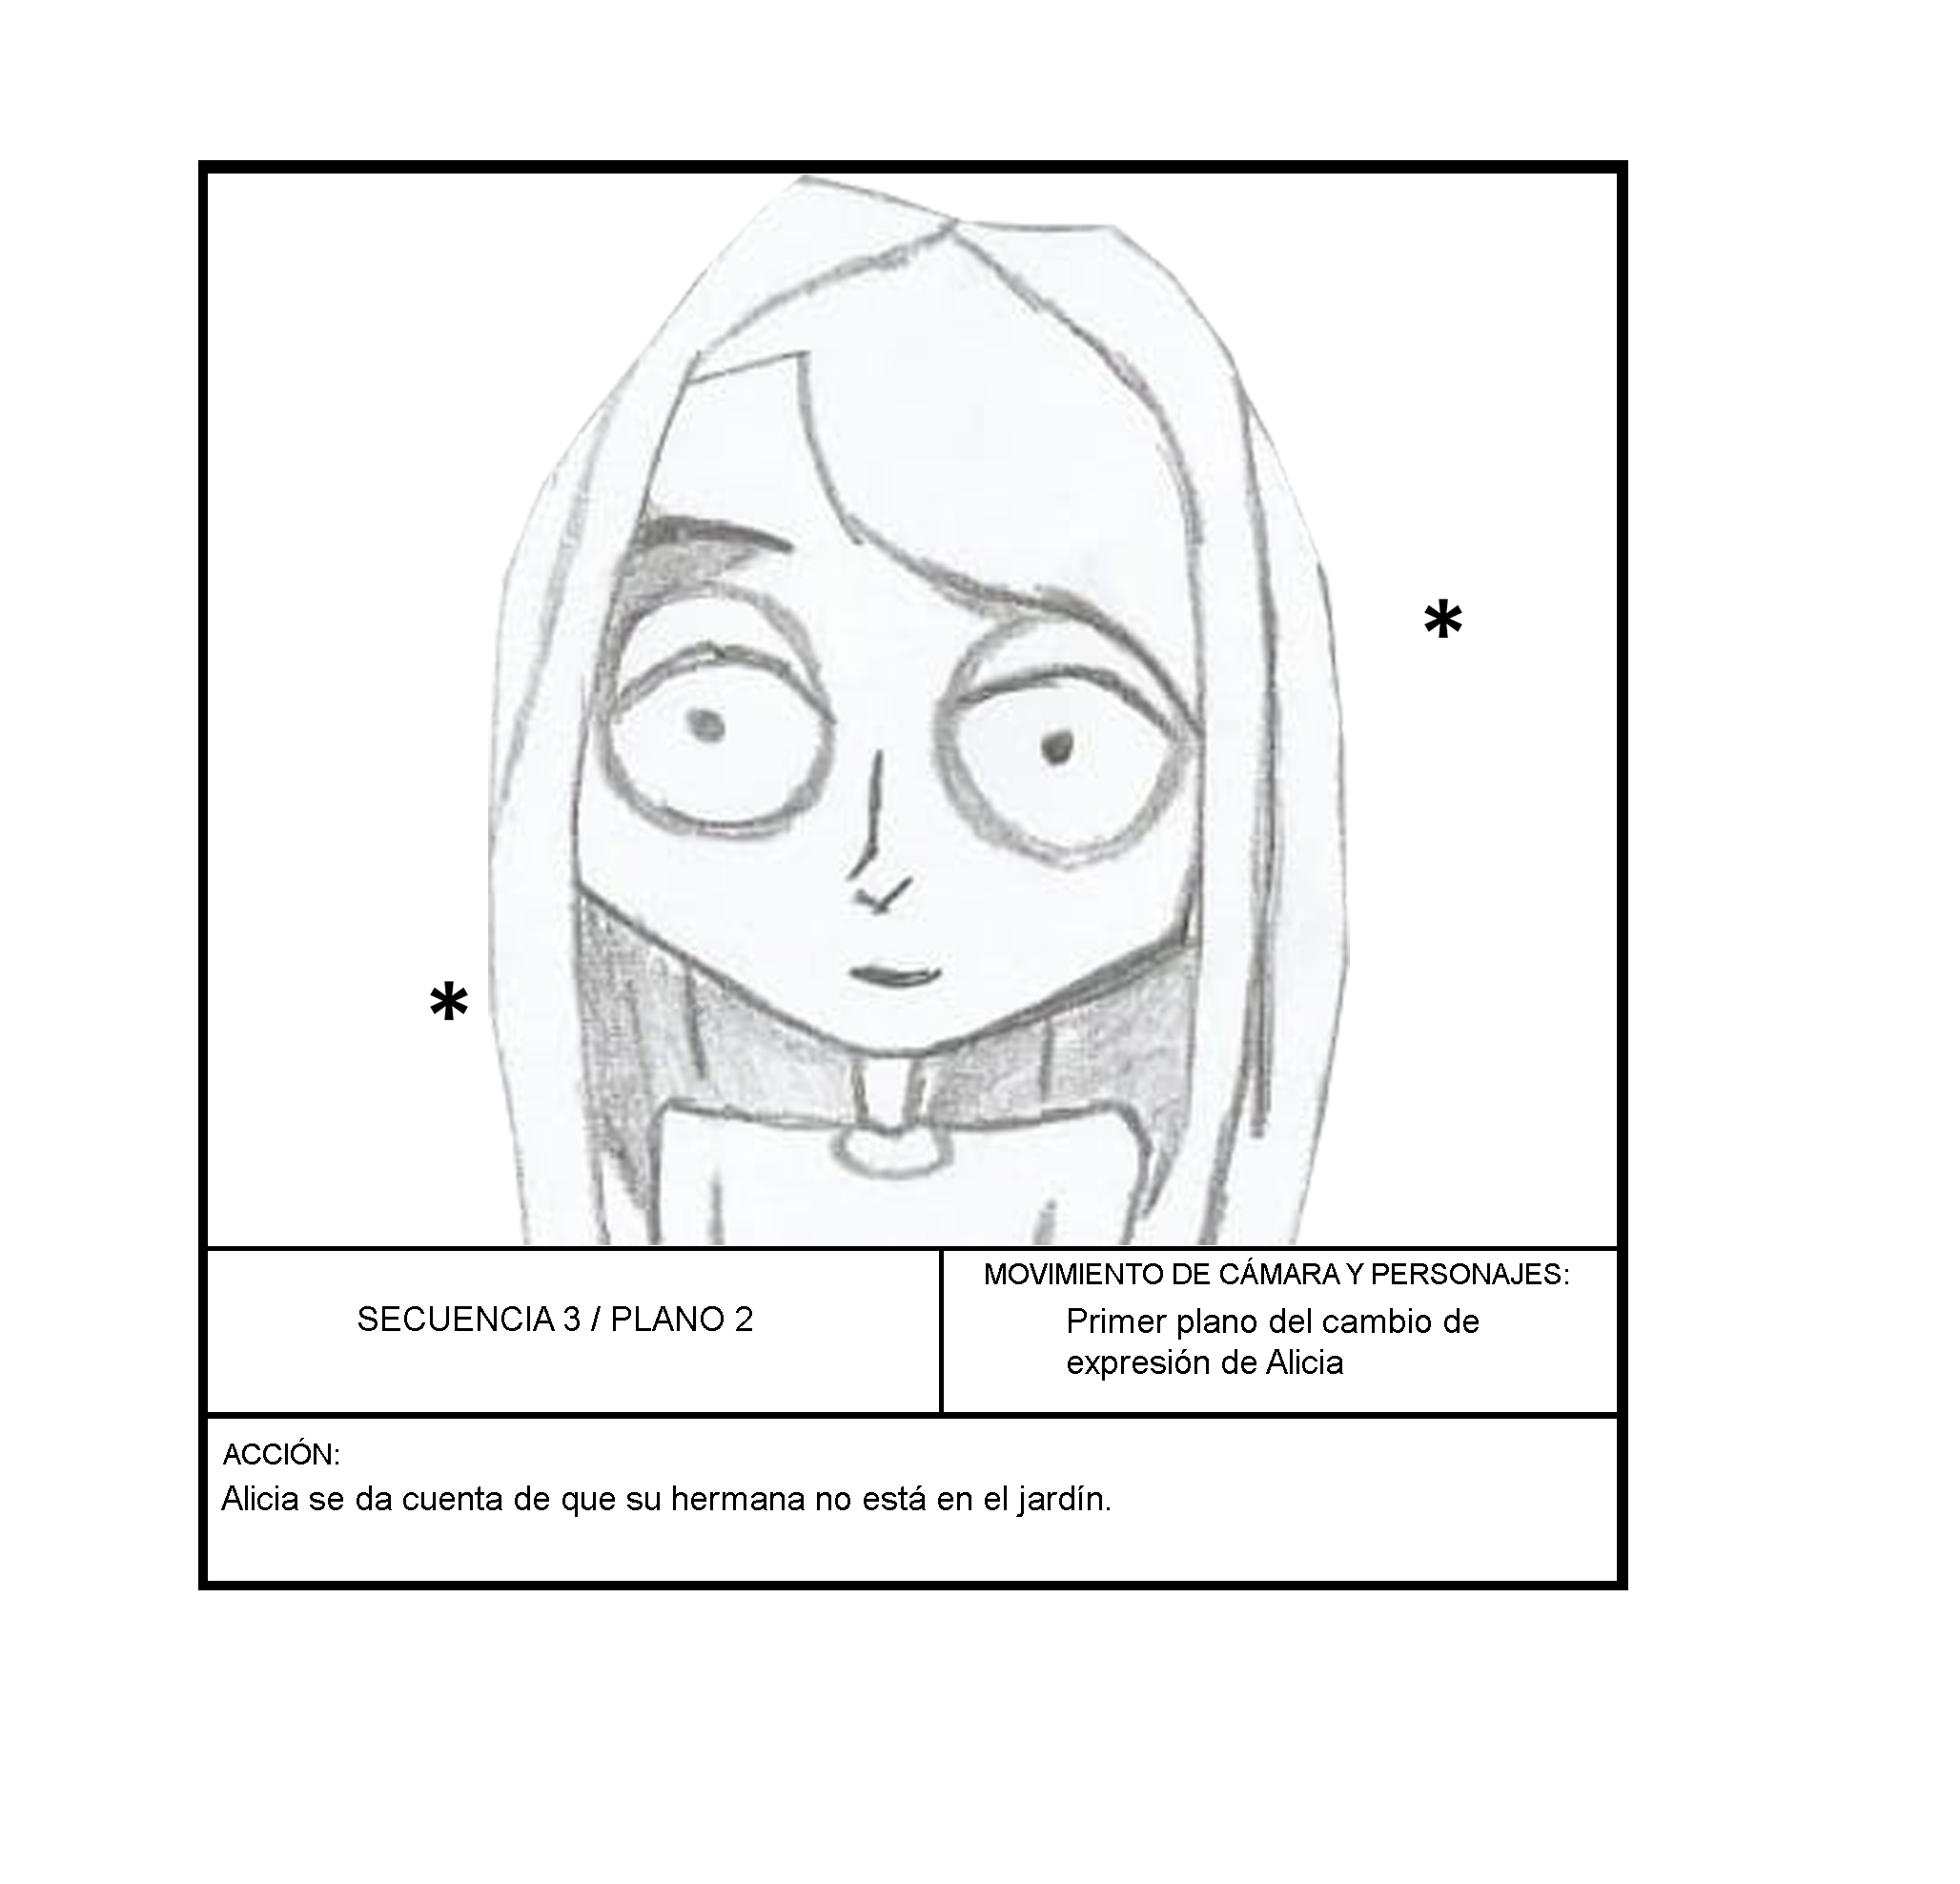 *
*
SECUENCIA 3 / PLANO 2
MOVIMIENTO DE CÁMARA Y PERSONAJES:
Primer plano del cambio de
expresión de Alicia
ACCIÓN:
Alicia se da cuenta de que su hermana no está en el jardín.